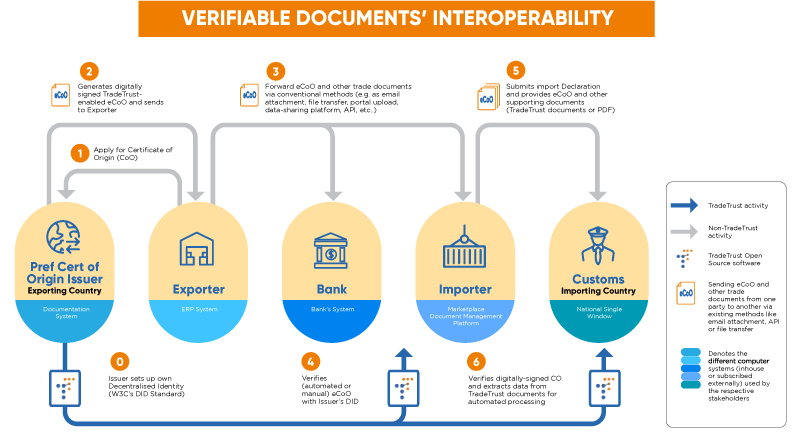 VERIFIABLE DOCUMENTS' INTEROPERABILITY
2
eCoO
Generates digitally
signed TradeTrust-
enabled eCoO and sends
to Exporter
3
eCoO
Forward eCoO and other trade documents
via conventional methods (e.g. as email
attachment, file transfer, portal upload,
data-sharing platform, API, etc.,)
5
eCoO
Submits import Declaration
and provides eCoO and other
supporting documents
(TradeTrust documents or PDF)
1
Apply for Certificate of
Origin (CoO)
Pref Cert of
Origin Issuer
Exporting Country
Documentation
System
Exporter
ERP System
Bank
Bank's System
Importer
Marketplace
Document Management
Platform
Customs
Importing Country
National Single
Window
0
Issuer sets up own
Decentralised Identity
(W3C's DID Standard)
4
Verifies
(automated or
manual) eCoO
with Issuer's DID
6
Verifies digitally-signed CO
and extracts data from
TradeTrust documents for
automated processing
TradeTrust activity
Non-TradeTrust
activity
TradeTrust Open
Source software
eCoO
Sending eCoO and
other trade
documents from one
party to another via
existing methods like
email attachment, API
or file transfer
Denotes the
different computer
systems (inhouse
or subscribed
externally) used by
the respective
stakeholders